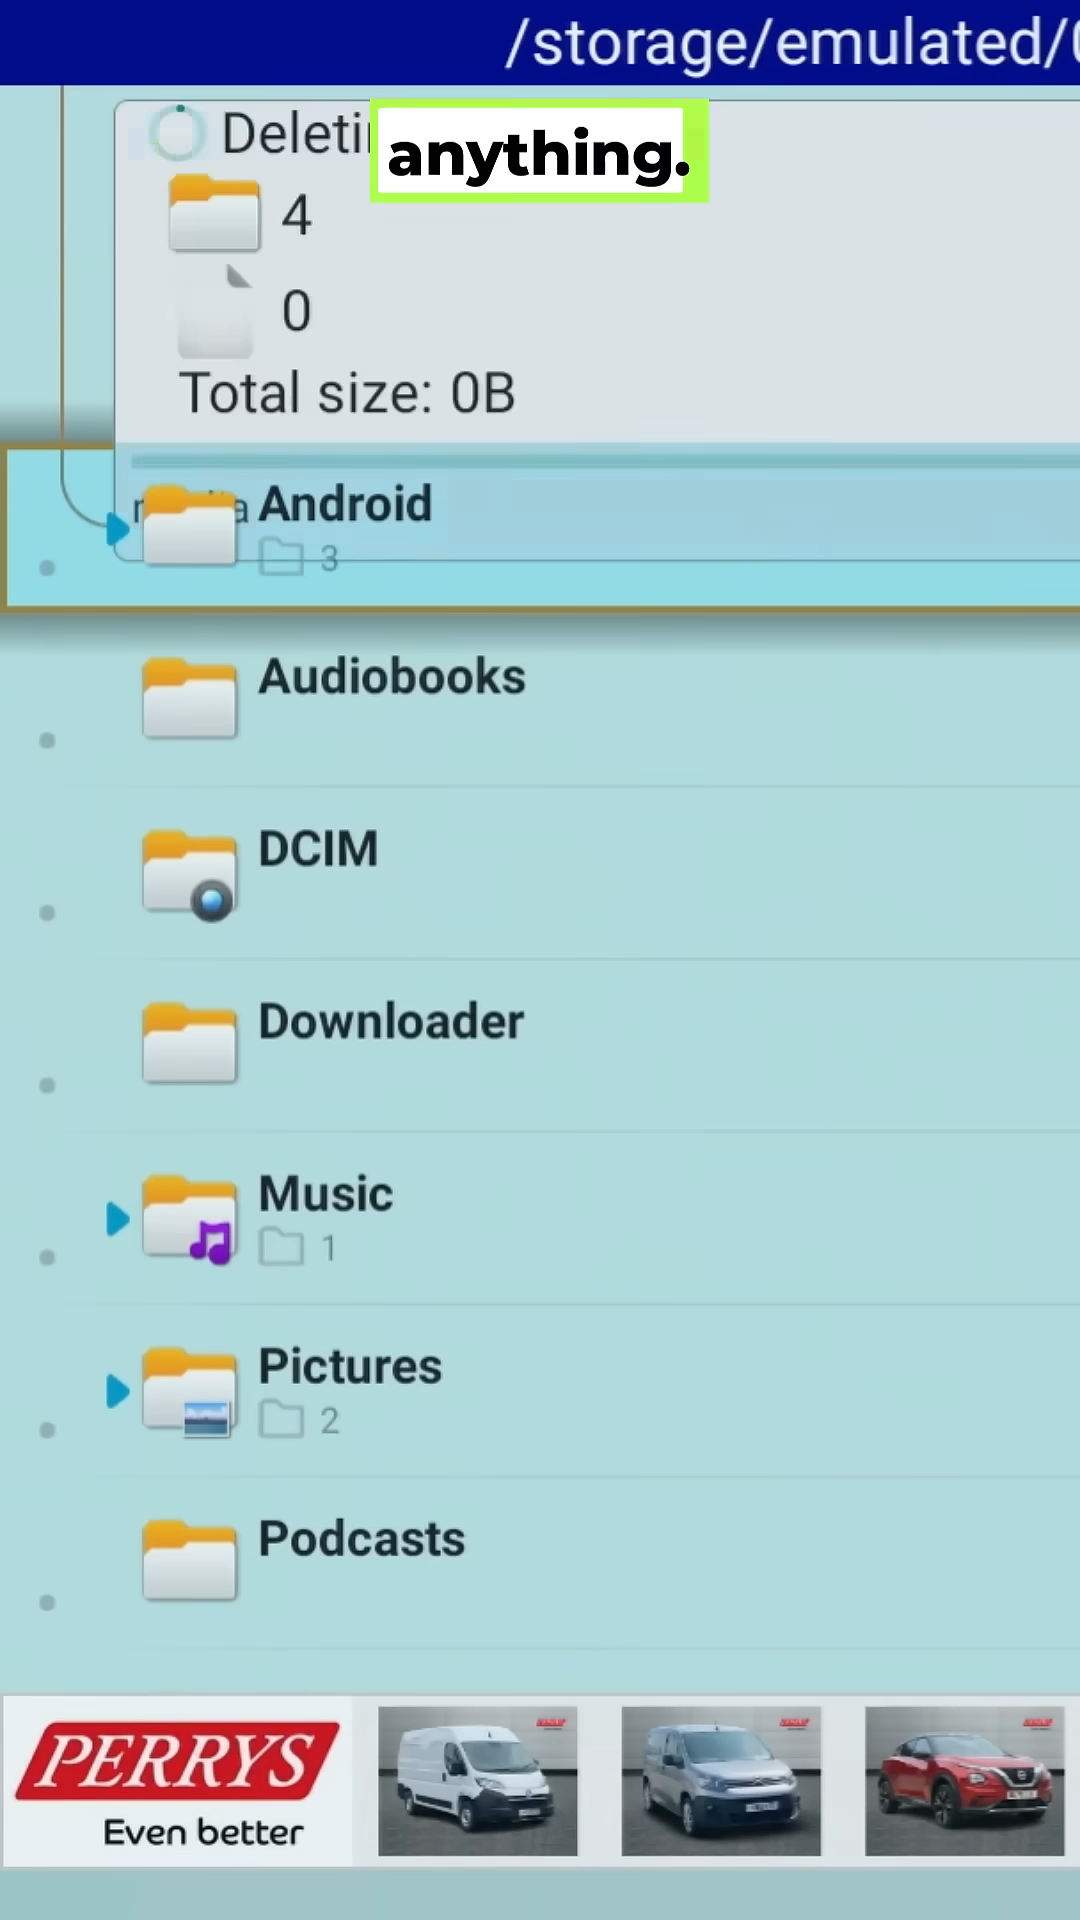 /storage/emulated/
Deleti
anything.
4
0
Total size: 0B
Android
3
Audiobooks
DCIM
Downloader
Music
1
Pictures
2
Podcasts
PERRYS
Even better